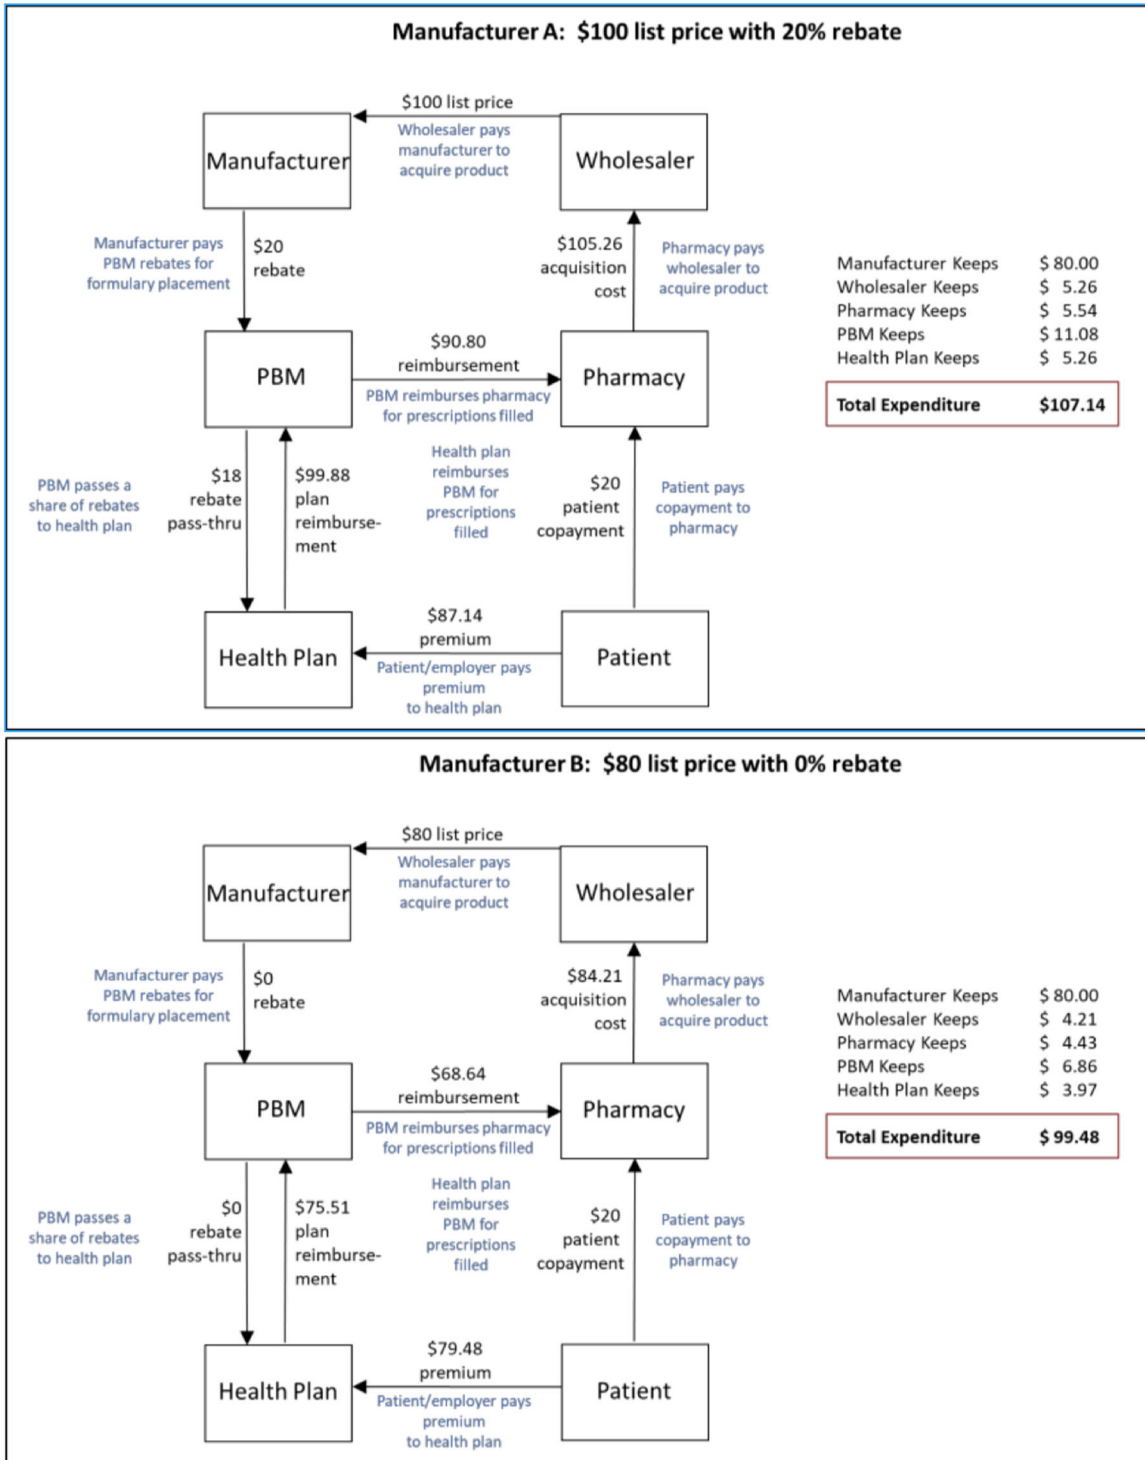 Manufacturer A: $100 list price with 20% rebate
$100 list price
Wholesaler pays
manufacturer to
acquire product
Manufacturer
Wholesaler
Manufacturer pays
PBM rebates for
formulary placement
$20
rebate
$105.26
acquisition
cost
Pharmacy pays
wholesaler to
acquire product
PBM
$90.80
reimbursement
PBM reimburses pharmacy
for prescriptions filled
Pharmacy
PBM passes a
share of rebates
to health plan
$18
rebate
pass-thru
$99.88
plan
reimburse-
ment
Health plan
reimburses
PBM for
prescriptions
filled
$20
patient
copayment
Patient pays
copayment to
pharmacy
Health Plan
$87.14
premium
Patient/employer pays
premium
to health plan
Patient
Manufacturer Keeps $ 80.00
Wholesaler Keeps $ 5.26
Pharmacy Keeps $ 5.54
PBM Keeps $ 11.08
Health Plan Keeps $ 5.26
Total Expenditure $107.14
Manufacturer B: $80 list price with 0% rebate
$80 list price
Wholesaler pays
manufacturer to
acquire product
Manufacturer
Wholesaler
Manufacturer pays
PBM rebates for
formulary placement
$0
rebate
$84.21
acquisition
cost
Pharmacy pays
wholesaler to
acquire product
PBM
$68.64
reimbursement
PBM reimburses pharmacy
for prescriptions filled
Pharmacy
PBM passes a
share of rebates
to health plan
$0
rebate
pass-thru
$75.51
plan
reimburse-
ment
Health plan
reimburses
PBM for
prescriptions
filled
$20
patient
copayment
Patient pays
copayment to
pharmacy
Health Plan
$79.48
premium
Patient/employer pays
premium
to health plan
Patient
Manufacturer Keeps $ 80.00
Wholesaler Keeps $ 4.21
Pharmacy Keeps $ 4.43
PBM Keeps $ 6.86
Health Plan Keeps $ 3.97
Total Expenditure $ 99.48